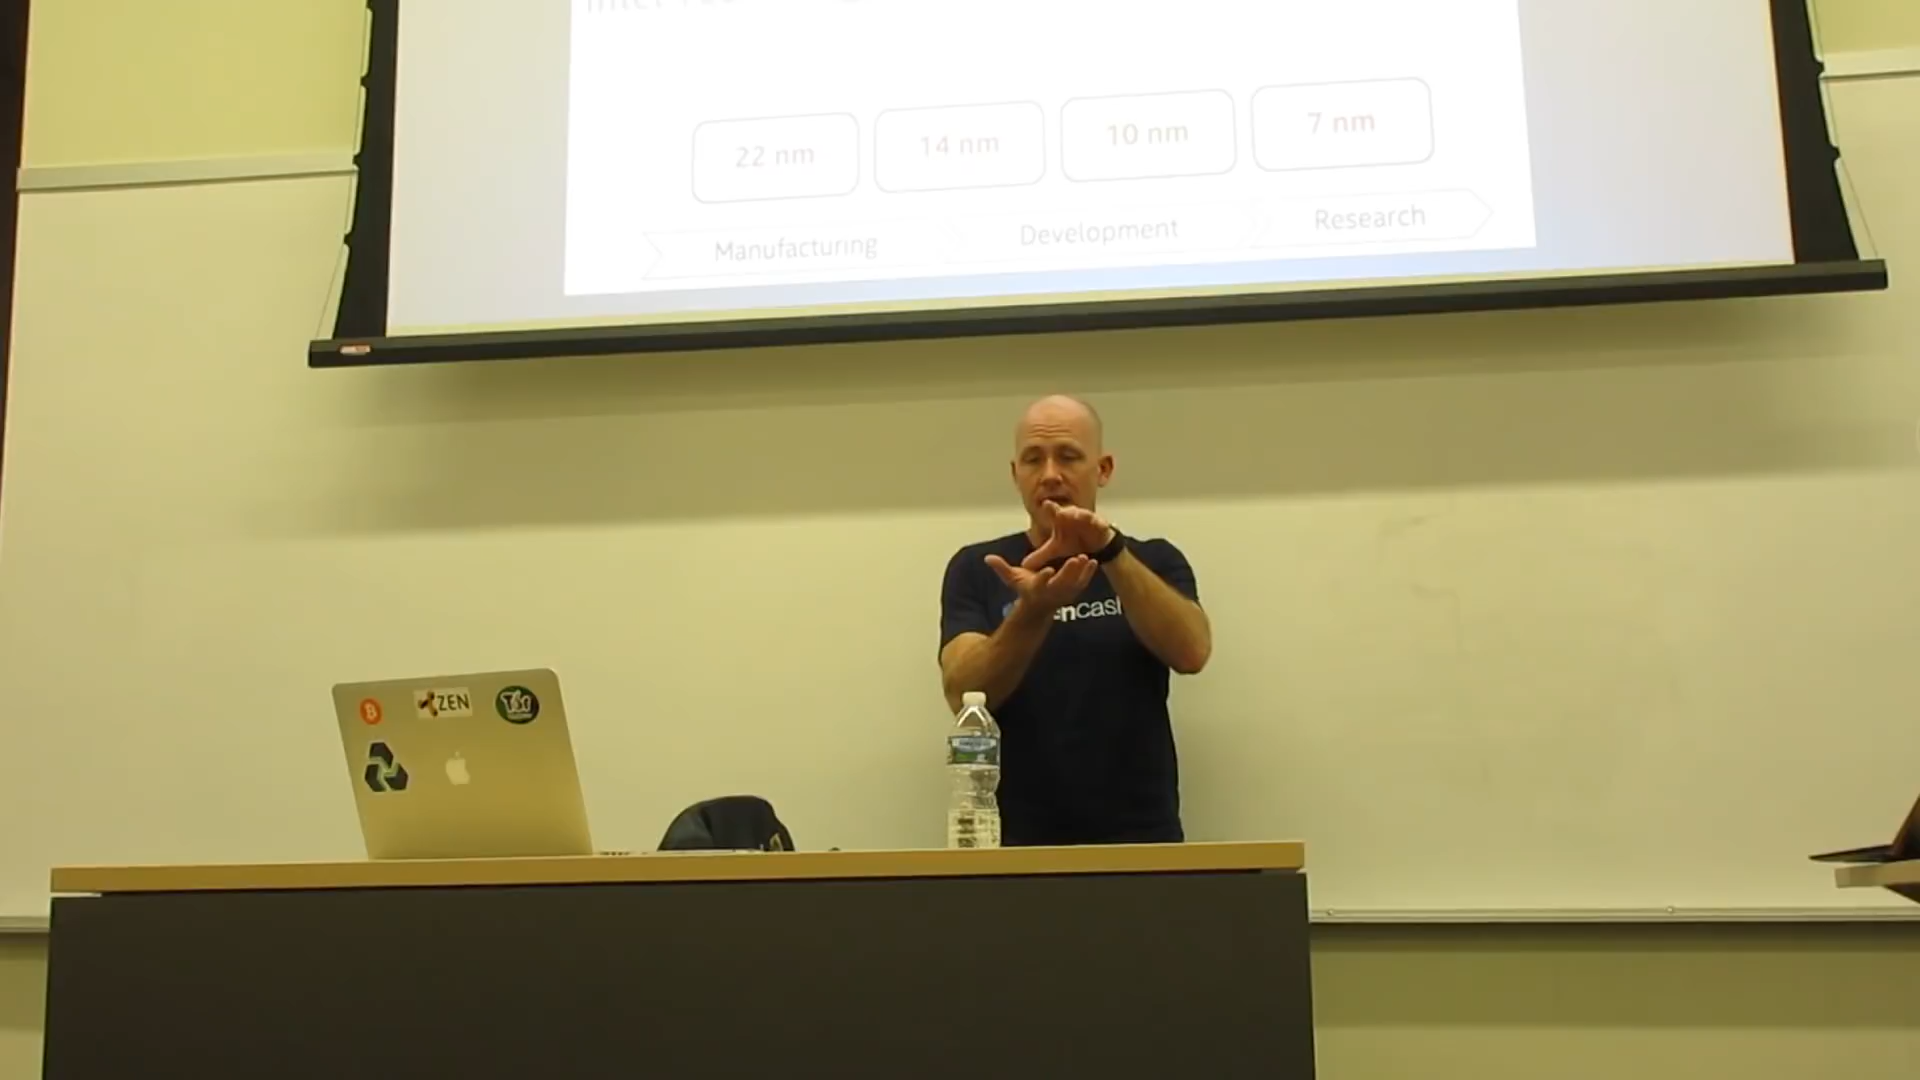 22 nm
14 nm
10 nm
7 nm
Manufacturing
Development
Research
ZEN